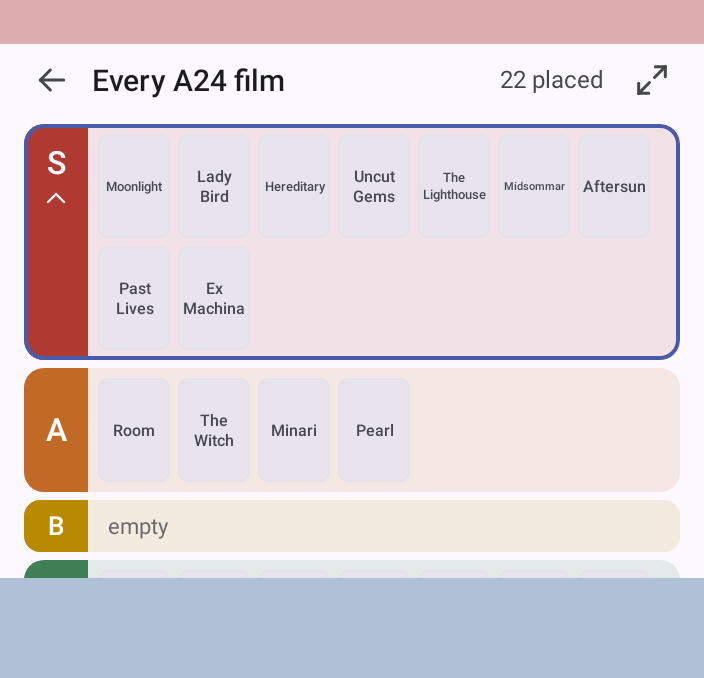 Every A24 film
22 placed
S
Moonlight
Lady
Bird
Hereditary
Uncut
Gems
The
Lighthouse
Midsommar
Aftersun
Past
Lives
Ex
Machina
A
Room
The
Witch
Minari
Pearl
B
empty